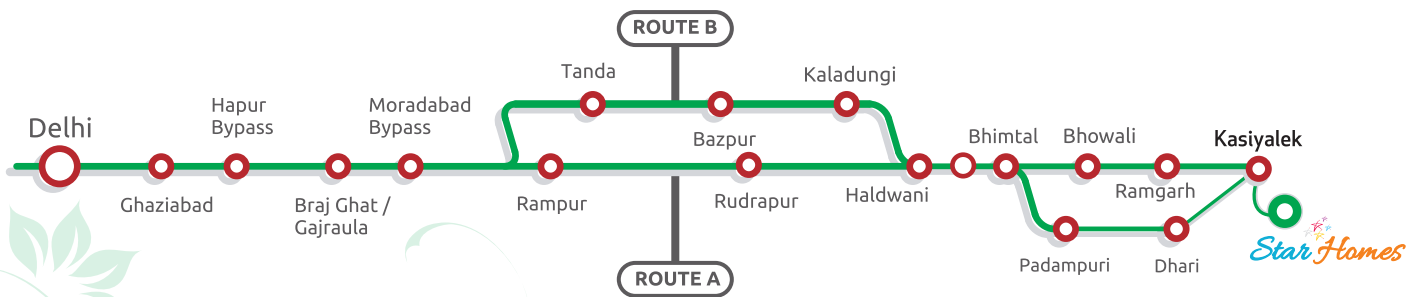 ROUTE B
Tanda
Kaladungi
Hapur
Bypass
Moradabad
Bypass
Delhi
Bazpur
Bhimtal
Bhowali
Kasiyalek
Ghaziabad
Braj Ghat /
Gajraula
Rampur
Rudrapur
Haldwani
Ramgarh
Padampuri
Dhari
Star Homes
ROUTE A